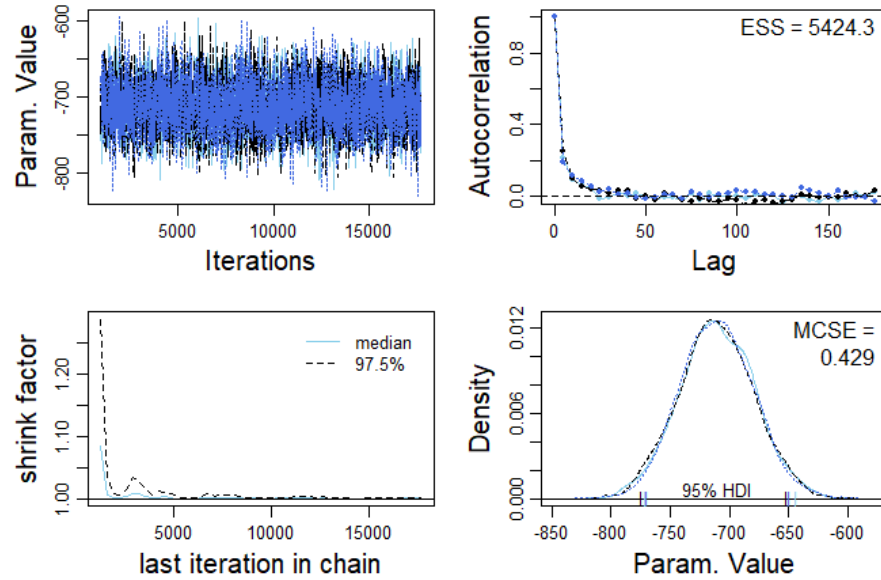 Param. Value
-600
-700
-800
5000
10000
15000
Iterations
Autocorrelation
0.8
0.4
0.0
ESS = 5424.3
0
50
100
150
Lag
shrink factor
1.20
1.10
1.00
median
97.5%
5000
10000
15000
last iteration in chain
Density
0.012
0.006
0.000
MCSE =
0.429
95% HDI
-850
-800
-750
-700
-650
-600
Param. Value